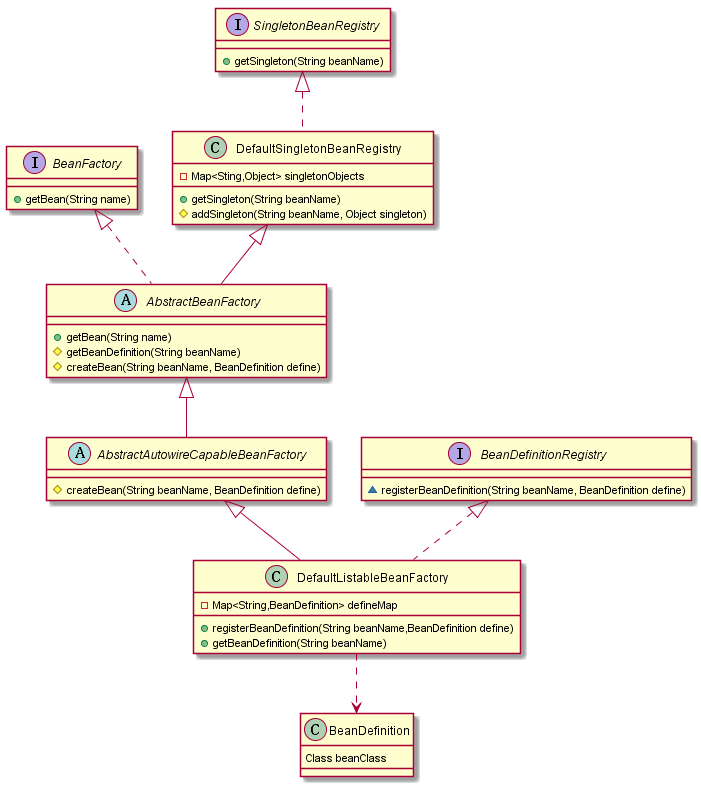 I SingletonBeanRegistry
getSingleton(String beanName)
I BeanFactory
getBean(String name)
C DefaultSingletonBeanRegistry
Map<Sting,Object> singletonObjects
getSingleton(String beanName)
addSingleton(String beanName, Object singleton)
A AbstractBeanFactory
getBean(String name)
getBeanDefinition(String beanName)
createBean(String beanName, BeanDefinition define)
A AbstractAutowireCapableBeanFactory
createBean(String beanName, BeanDefinition define)
I BeanDefinitionRegistry
registerBeanDefinition(String beanName, BeanDefinition define)
C DefaultListableBeanFactory
Map<String,BeanDefinition> defineMap
registerBeanDefinition(String beanName,BeanDefinition define)
getBeanDefinition(String beanName)
C BeanDefinition
Class beanClass